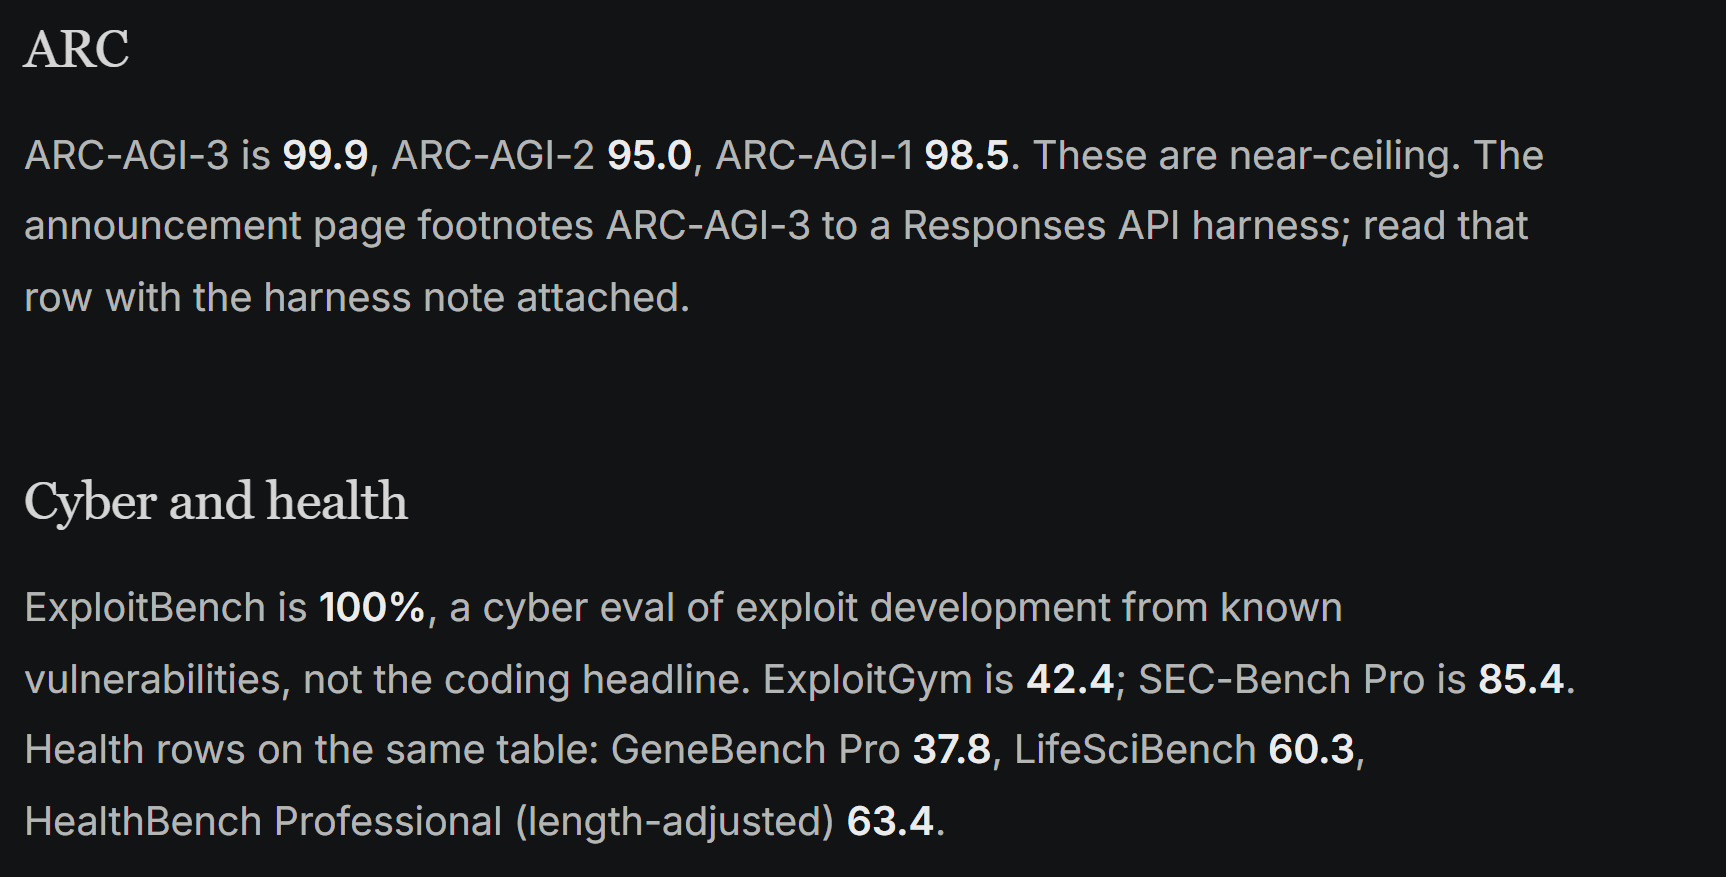 ARC
ARC-AGI-3 is 99.9, ARC-AGI-2 95.0, ARC-AGI-1 98.5. These are near-ceiling. The
announcement page footnotes ARC-AGI-3 to a Responses API harness; read that
row with the harness note attached.
Cyber and health
ExploitBench is 100%, a cyber eval of exploit development from known
vulnerabilities, not the coding headline. ExploitGym is 42.4; SEC-Bench Pro is 85.4.
Health rows on the same table: GeneBench Pro 37.8, LifeSciBench 60.3,
HealthBench Professional (length-adjusted) 63.4.